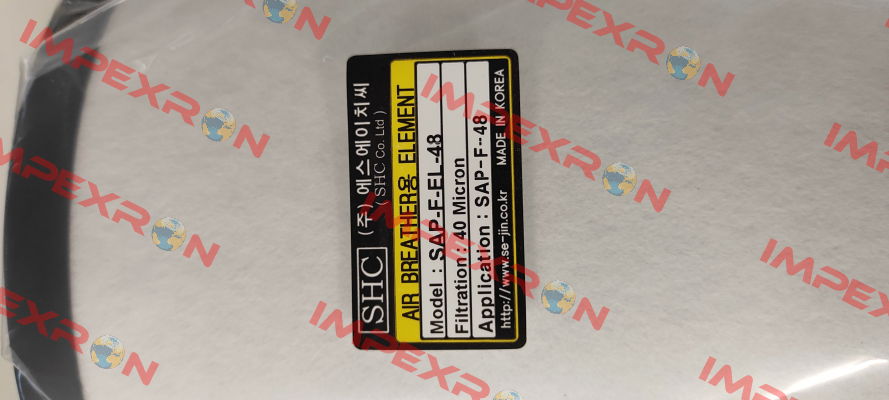 SHC (주) 에스에이치씨
( SHC Co. Ltd )
AIR BREATHER용 ELEMENT
Model : SAP-F-EL-48
Filtration : 40 Micron
Application : SAP-F-48
http://www.se-jin.co.kr MADE IN KOREA
IMPEXRON
IMPEXRON
IMPEXRON
IMPEXRON
IMPEXRON
IMPEXRON